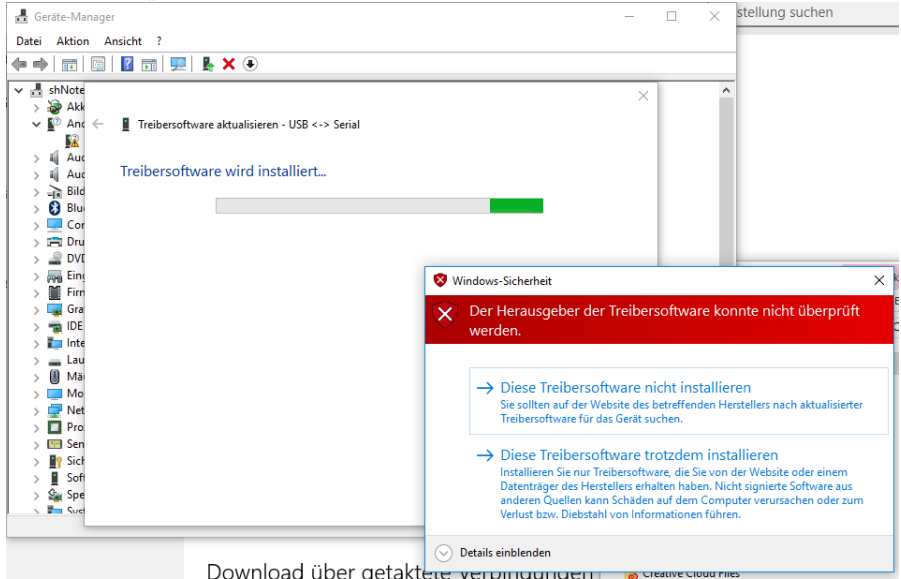 Geräte-Manager
stellung suchen
Datei Aktion Ansicht ?
shNote
Akk
And
Treibersoftware aktualisieren - USB <-> Serial
Aud
Aud
Treibersoftware wird installiert...
Bild
Blu
Cor
Dru
DVD
Eing
Firn
Gra
IDE
Inte
Lau
Mä
Mo
Net
Pro
Sen
Sich
Soft
Spe
Syst
Windows-Sicherheit
Der Herausgeber der Treibersoftware konnte nicht überprüft
werden.
Diese Treibersoftware nicht installieren
Sie sollten auf der Website des betreffenden Herstellers nach aktualisierter
Treibersoftware für das Gerät suchen.
Diese Treibersoftware trotzdem installieren
Installieren Sie nur Treibersoftware, die Sie von der Website oder einem
Datenträger des Herstellers erhalten haben. Nicht signierte Software aus
anderen Quellen kann Schäden auf dem Computer verursachen oder zum
Verlust bzw. Diebstahl von Informationen führen.
Details einblenden
Download über getaktete Verbindungen
Creative Cloud Files